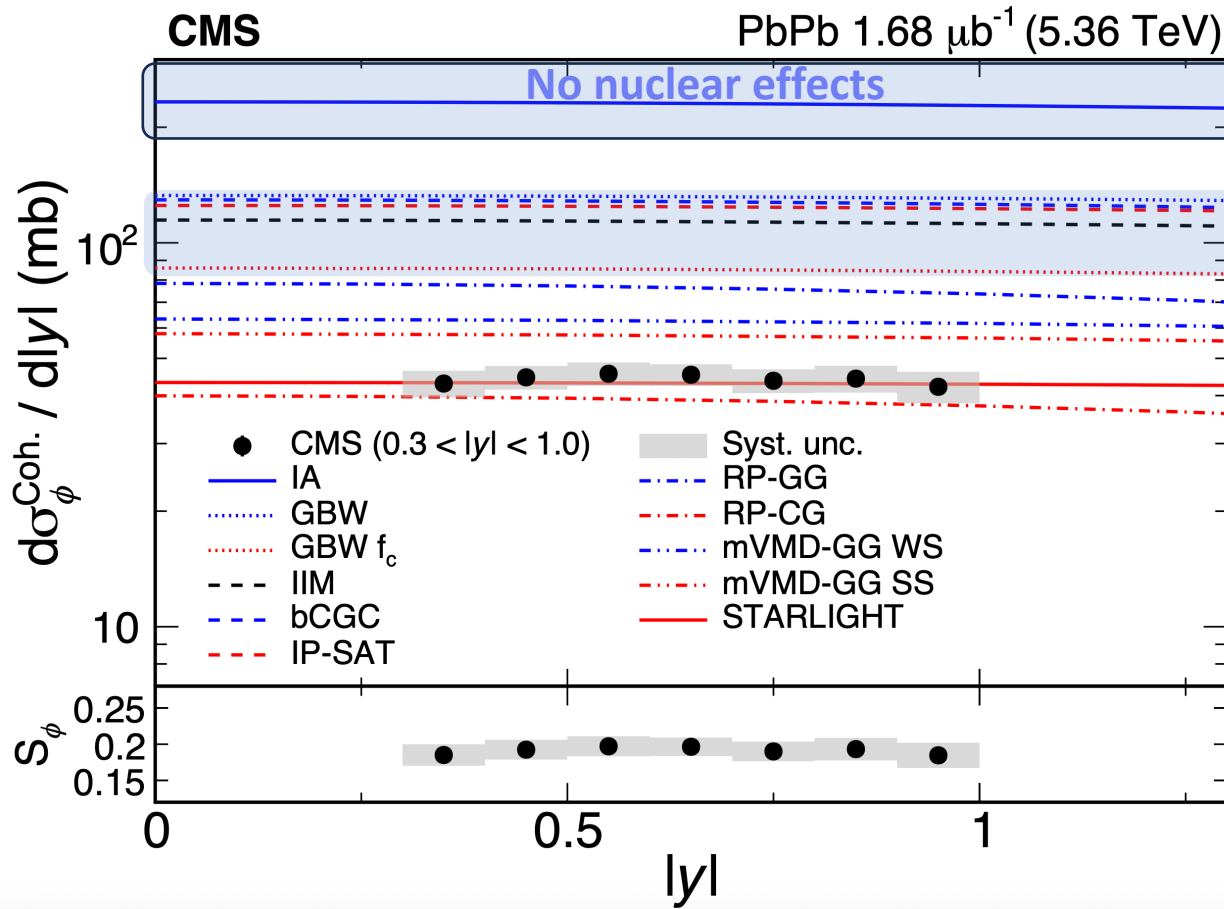 CMS PbPb 1.68 μb⁻¹ (5.36 TeV)
No nuclear effects
dσ_ϕ^Coh. / d|y| (mb)
10²
10
CMS (0.3 < |y| < 1.0)
IA
GBW
GBW f_c
IIM
bCGC
IP-SAT
Syst. unc.
RP-GG
RP-CG
mVMD-GG WS
mVMD-GG SS
STARLIGHT
S_ϕ
0.25
0.2
0.15
0 0.5 1
|y|